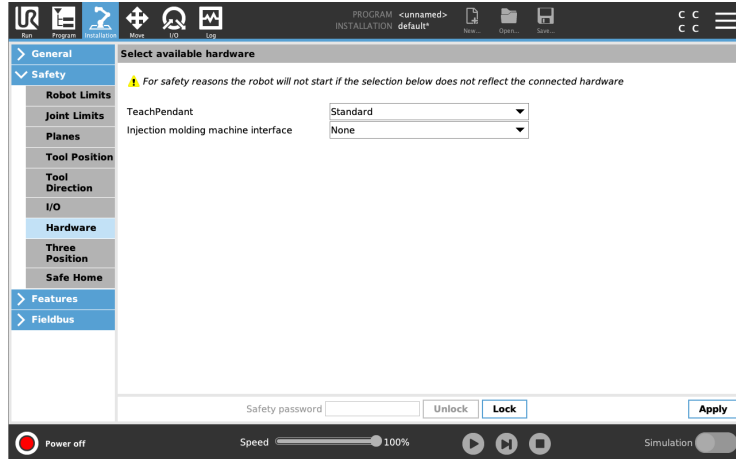 PROGRAM <unnamed>
INSTALLATION default*
New... Open... Save...
C C
C C
Run Program Installation Move I/O Log
General
Select available hardware
Safety
For safety reasons the robot will not start if the selection below does not reflect the connected hardware
Robot Limits
Joint Limits
TeachPendant Standard
Injection molding machine interface None
Planes
Tool Position
Tool
Direction
I/O
Hardware
Three
Position
Safe Home
Features
Fieldbus
Safety password Unlock Lock Apply
Power off Speed 100% Simulation